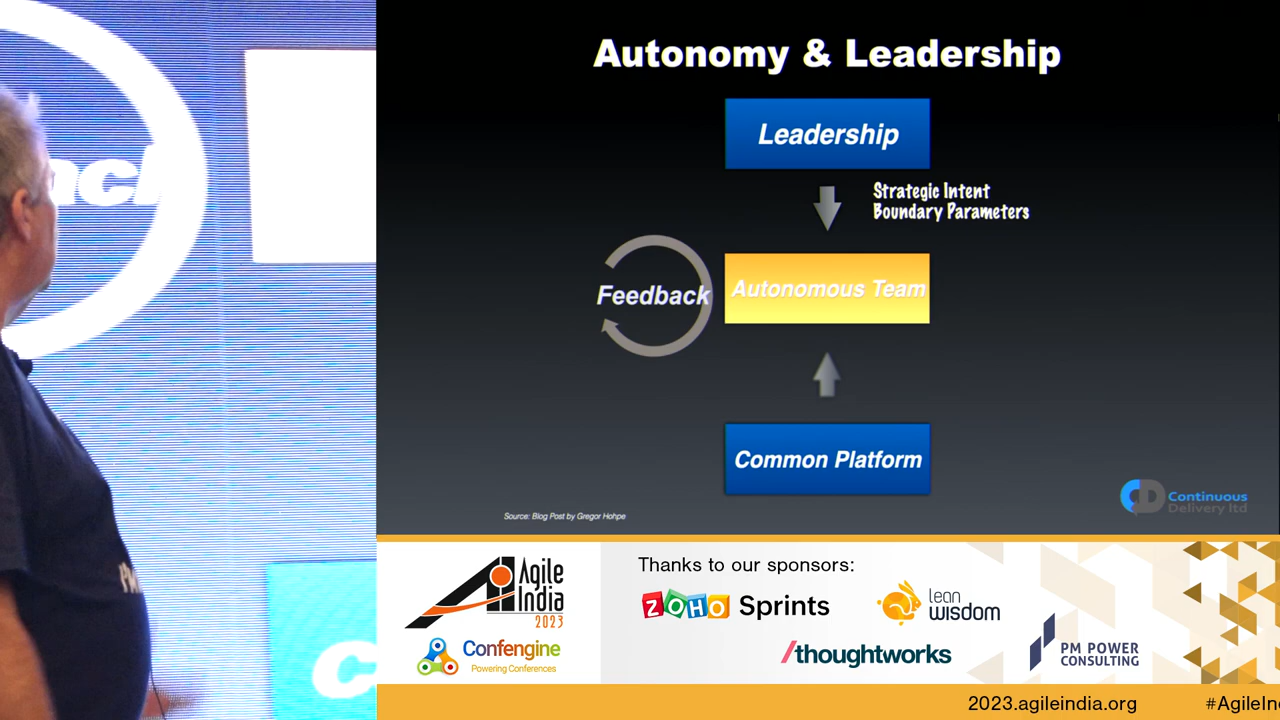 Autonomy & Leadership
Leadership
Strategic Intent
Boundary Parameters
Feedback
Autonomous Team
Common Platform
Source: Blog Post by Gregor Hohpe
CD Continuous
Delivery ltd
Agile
India
2023
Confengine
Powering Conferences
Thanks to our sponsors:
ZOHO Sprints
lean
wisdom
/thoughtworks
PM POWER
CONSULTING
2023.agileindia.org